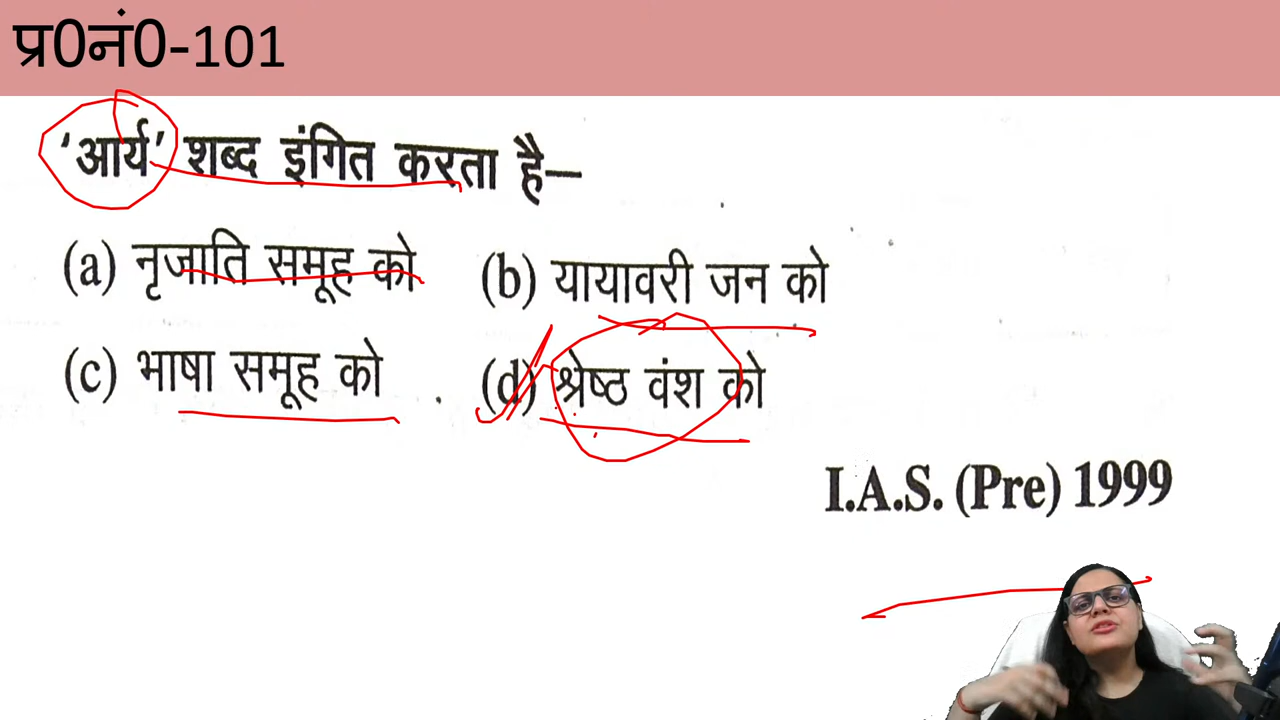 प्र0नं0-101
'आर्य' शब्द इंगित करता है–
(a) नृजाति समूह को (b) यायावरी जन को
(c) भाषा समूह को (d) श्रेष्ठ वंश को
I.A.S. (Pre) 1999